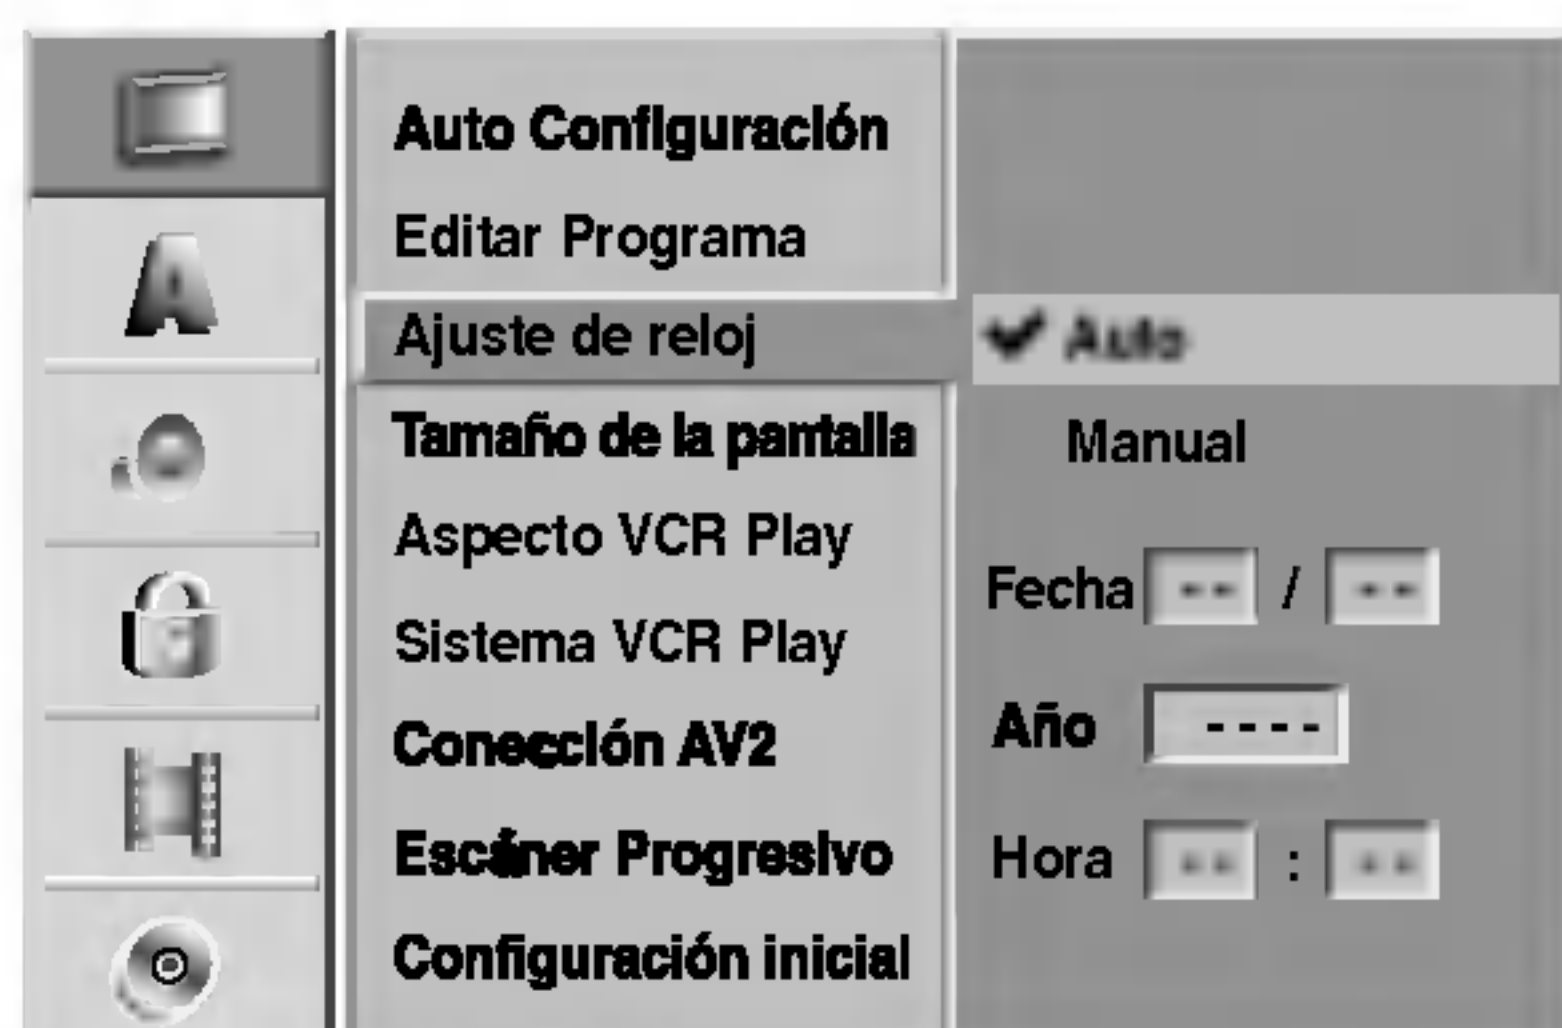 Auto Configuración
Editar Programa
Ajuste de reloj
Tamaño de la pantalla
Aspecto VCR Play
Sistema VCR Play
Conección AV2
Escáner Progresivo
Configuración inicial
✔ Auto
Manual
Fecha -- / --
Año ----
Hora -- : --